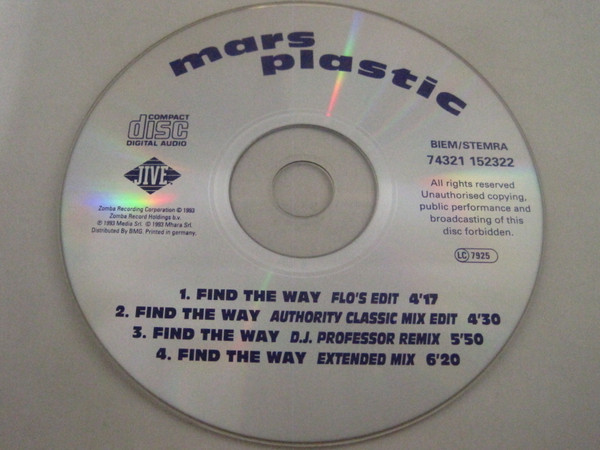 mars
plastic
COMPACT
disc
DIGITAL AUDIO
JIVE
Zomba Recording Corporation © 1993
Zomba Record Holdings b.v.
℗ 1993 Media Srl. © 1993 Mhara Srl.
Distributed By BMG. Printed in germany.
BIEM/STEMRA
74321 152322
All rights reserved
Unauthorised copying,
public performance and
broadcasting of this
disc forbidden.
LC 7925
1. FIND THE WAY FLO'S EDIT 4'17
2. FIND THE WAY AUTHORITY CLASSIC MIX EDIT 4'30
3. FIND THE WAY D.J. PROFESSOR REMIX 5'50
4. FIND THE WAY EXTENDED MIX 6'20